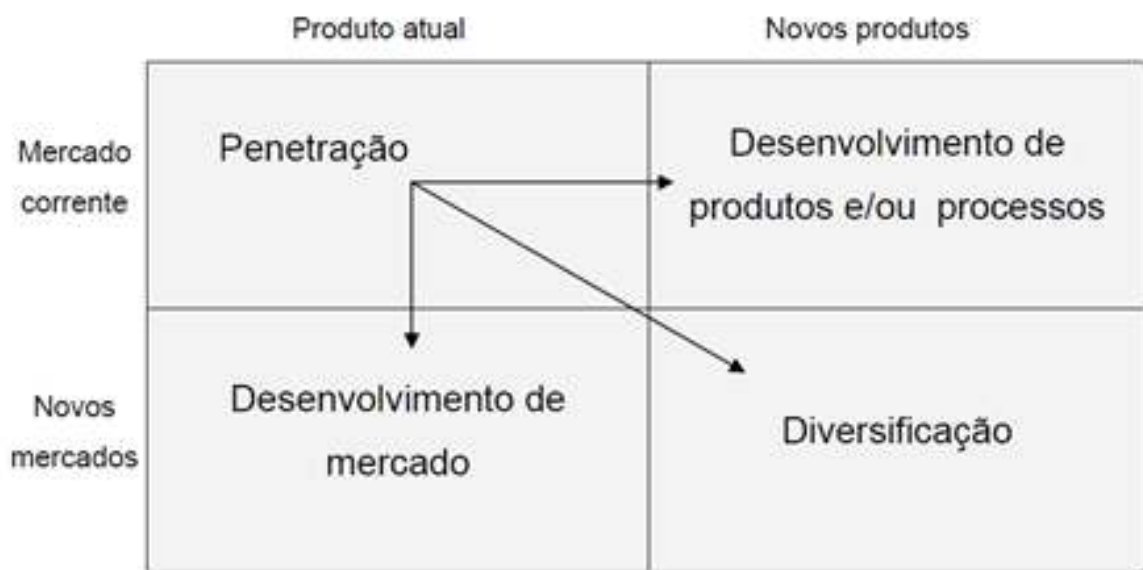 Produto atual
Novos produtos
Mercado
corrente
Penetração
Desenvolvimento de
produtos e/ou processos
Novos
mercados
Desenvolvimento de
mercado
Diversificação